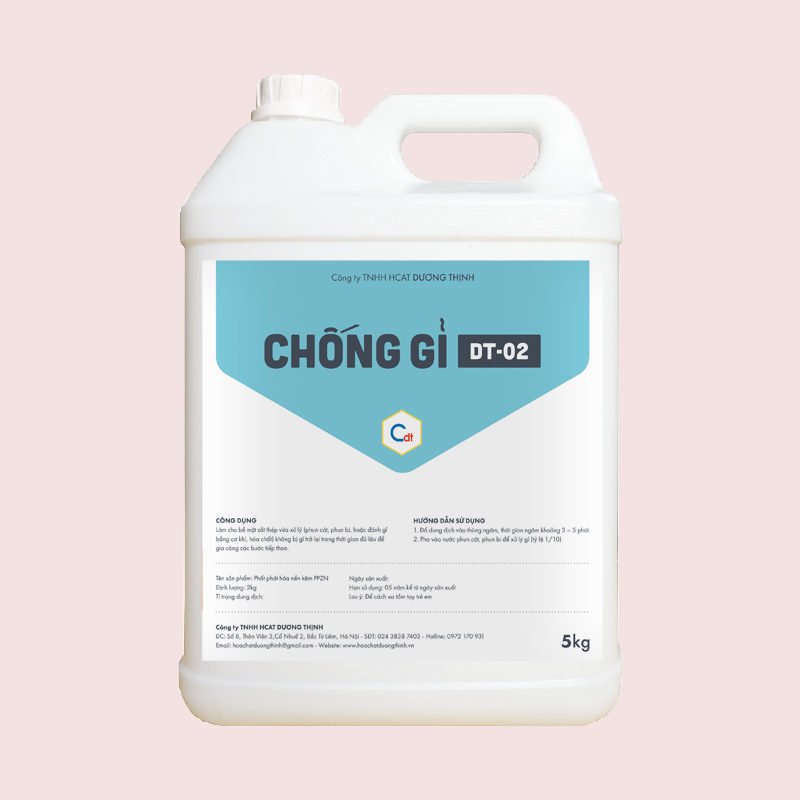 Công ty TNHH HCAT DƯƠNG THỊNH
CHỐNG GỈ DT-02
Cdt
CÔNG DỤNG
Làm cho bề mặt sắt thép vừa xử lý (phun cát, phun bi, hoặc đánh gỉ
bằng cơ khí, hóa chất) không bị gỉ trở lại trong thời gian đủ lâu để
gia công các bước tiếp theo.
HƯỚNG DẪN SỬ DỤNG
1. Đổ dung dịch vào thùng ngâm, thời gian ngâm khoảng 3 – 5 phút.
2. Pha vào nước phun cát, phun bi để xử lý gỉ (tỷ lệ 1/10)
Tên sản phẩm: Phốt phát hóa nền kẽm PPZN
Định lượng: 2kg
Tỉ trọng dung dịch:
Ngày sản xuất:
Hạn sử dụng: 05 năm kể từ ngày sản xuất
Lưu ý: Để cách xa tầm tay trẻ em
Công ty TNHH HCAT DƯƠNG THỊNH
ĐC: Số 8, Thôn Viên 3,Cổ Nhuế 2, Bắc Từ Liêm, Hà Nội - SĐT: 024 3838 7403 - Hotline: 0972 170 931
Email: hoachatduongthinh@gmail.com - Website: www.hoachatduongthinh.vn
5kg